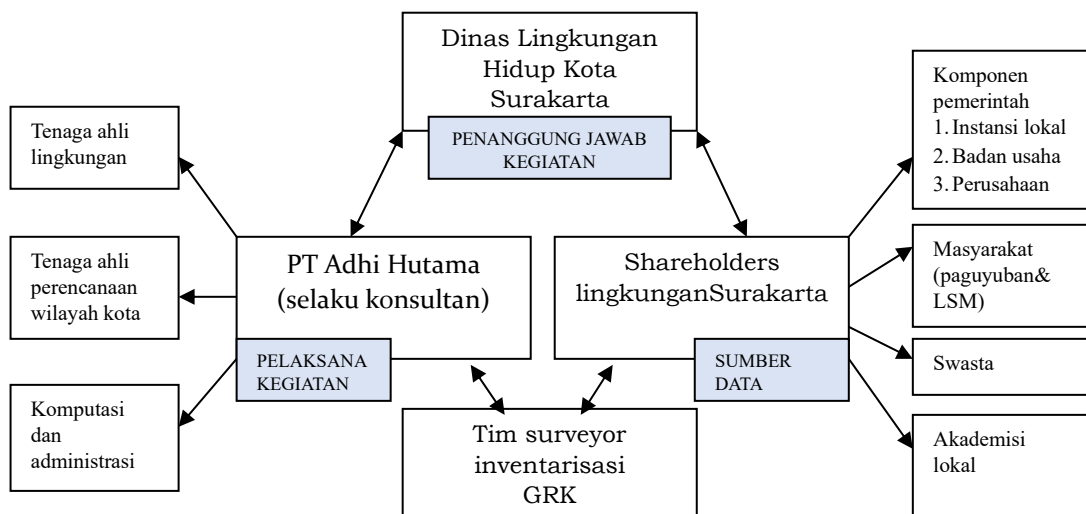 Dinas Lingkungan
Hidup Kota
Surakarta
PENANGGUNG JAWAB
KEGIATAN
Tenaga ahli
lingkungan
Tenaga ahli
perencanaan
wilayah kota
Komputasi
dan
administrasi
PT Adhi Hutama
(selaku konsultan)
PELAKSANA
KEGIATAN
Shareholders
lingkunganSurakarta
SUMBER
DATA
Tim surveyor
inventarisasi
GRK
Komponen
pemerintah
1. Instansi lokal
2. Badan usaha
3. Perusahaan
Masyarakat
(paguyuban&
LSM)
Swasta
Akademisi
lokal